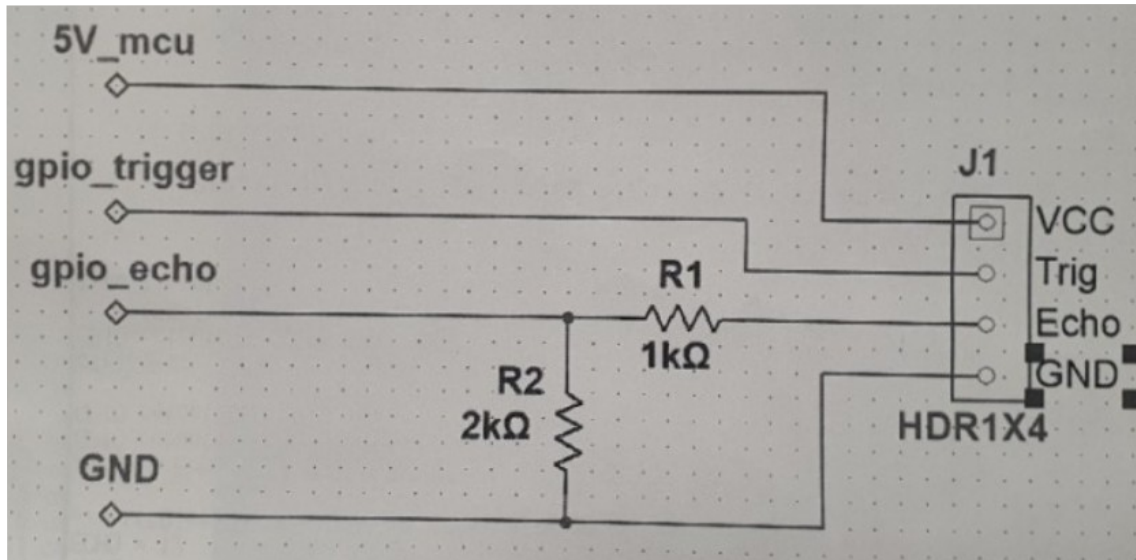 5V_mcu
J1
gpio_trigger
VCC
gpio_echo
R1
Trig
Echo
1kΩ
R2
GND
2kΩ
HDR1X4
GND